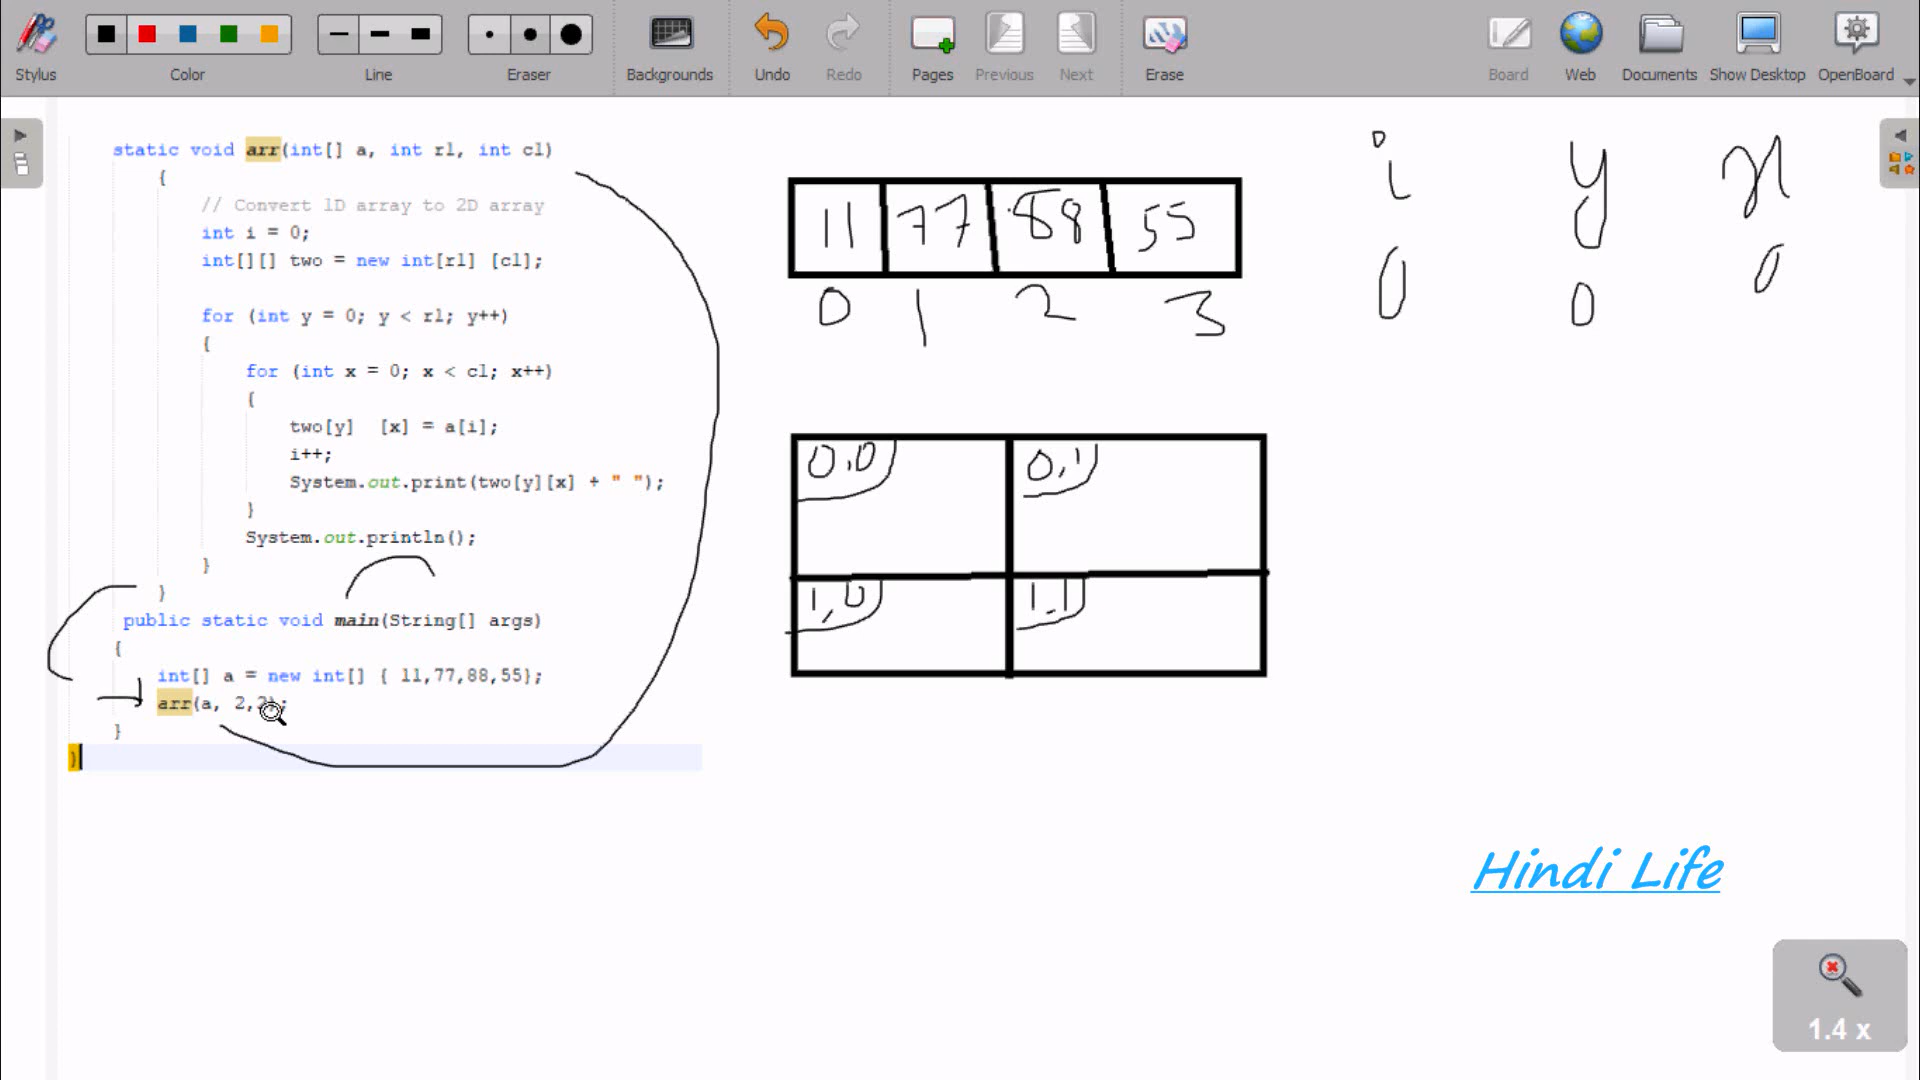 Stylus Color Line Eraser Backgrounds Undo Redo Pages Previous Next Erase Board Web Documents Show Desktop OpenBoard
static void arr(int[] a, int rl, int cl)
{
// Convert 1D array to 2D array
int i = 0;
int[][] two = new int[rl] [cl];
for (int y = 0; y < rl; y++)
{
for (int x = 0; x < cl; x++)
{
two[y] [x] = a[i];
i++;
System.out.print(two[y][x] + " ");
}
System.out.println();
}
}
public static void main(String[] args)
{
int[] a = new int[] { 11,77,88,55};
arr(a, 2,2);
}
}
11 77 88 55
0 1 2 3
0,0 0,1
1,0 1,1
i y x
0 0 0
Hindi Life
1.4 x